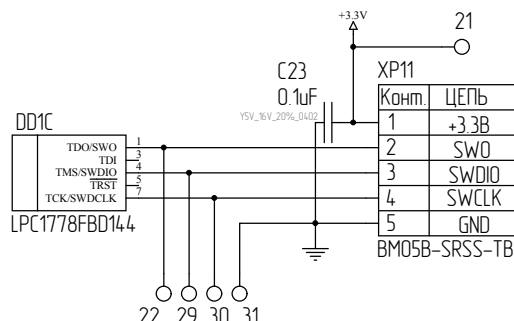 +3.3V
21
C23
XP11
0.1uF
Конт. ЦЕПЬ
Y5V_16V_20%_0402
1 +3.3В
DD1C
TDO/SWO 1
2 SWO
TDI 3
TMS/SWDIO 4
3 SWDIO
TRST 5
TCK/SWDCLK 7
4 SWCLK
LPC1778FBD144
5 GND
BM05B-SRSS-TB
22 29 30 31